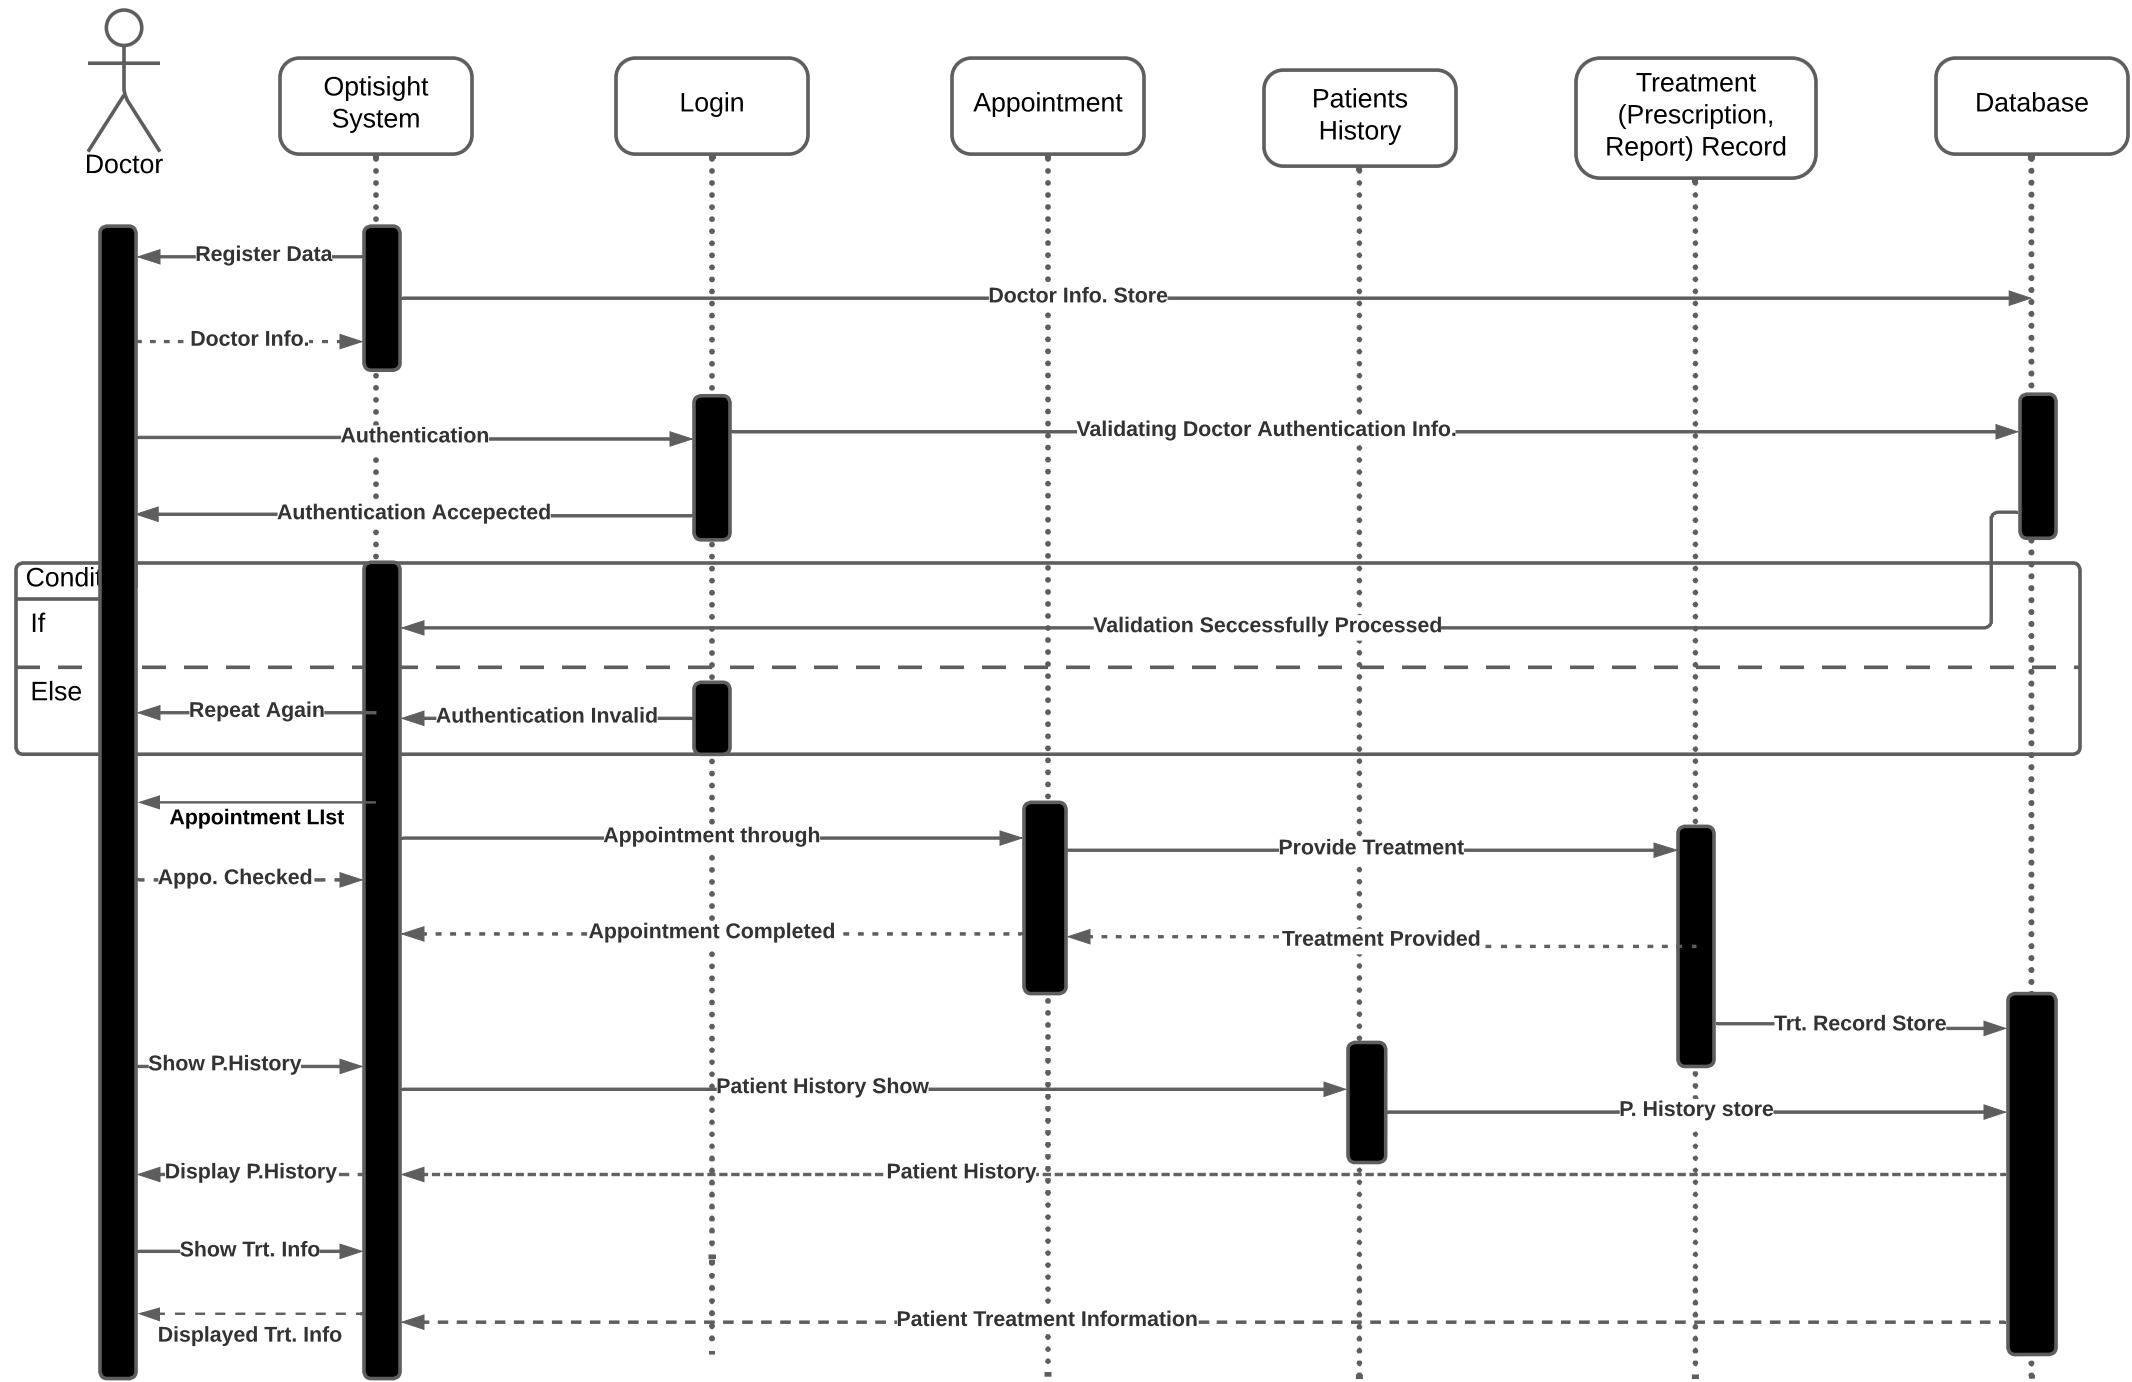 Doctor
Optisight
System
Login
Appointment
Patients
History
Treatment
(Prescription,
Report) Record
Database
Register Data
Doctor Info. Store
Doctor Info.
Authentication
Validating Doctor Authentication Info.
Authentication Accepected
Condit
If
Validation Seccessfully Processed
Else
Repeat Again
Authentication Invalid
Appointment LIst
Appointment through
Provide Treatment
Appo. Checked
Appointment Completed
Treatment Provided
Trt. Record Store
Show P.History
Patient History Show
P. History store
Display P.History
Patient History
Show Trt. Info
Patient Treatment Information
Displayed Trt. Info